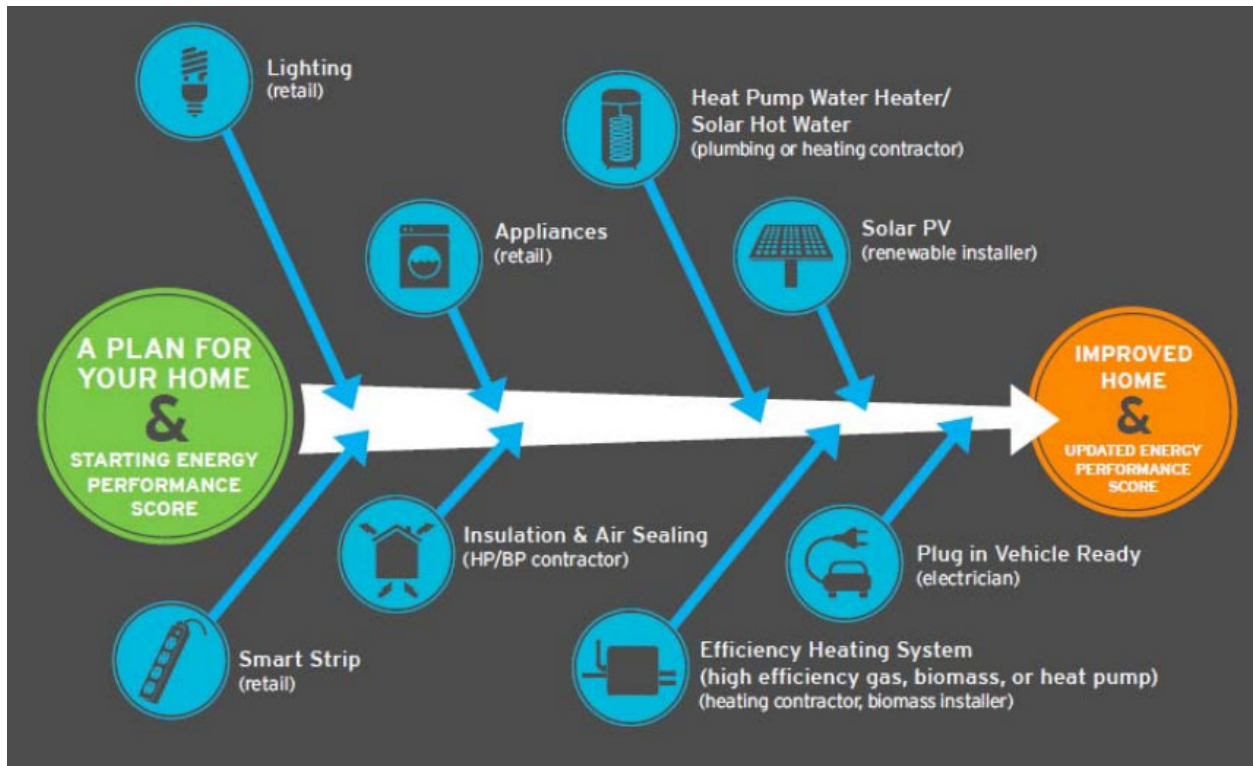 Lighting
(retail)
Heat Pump Water Heater/
Solar Hot Water
(plumbing or heating contractor)
Appliances
(retail)
Solar PV
(renewable installer)
A PLAN FOR
YOUR HOME
&
STARTING ENERGY
PERFORMANCE
SCORE
IMPROVED
HOME
&
UPDATED ENERGY
PERFORMANCE
SCORE
Insulation & Air Sealing
(HP/BP contractor)
Plug in Vehicle Ready
(electrician)
Smart Strip
(retail)
Efficiency Heating System
(high efficiency gas, biomass, or heat pump)
(heating contractor, biomass installer)